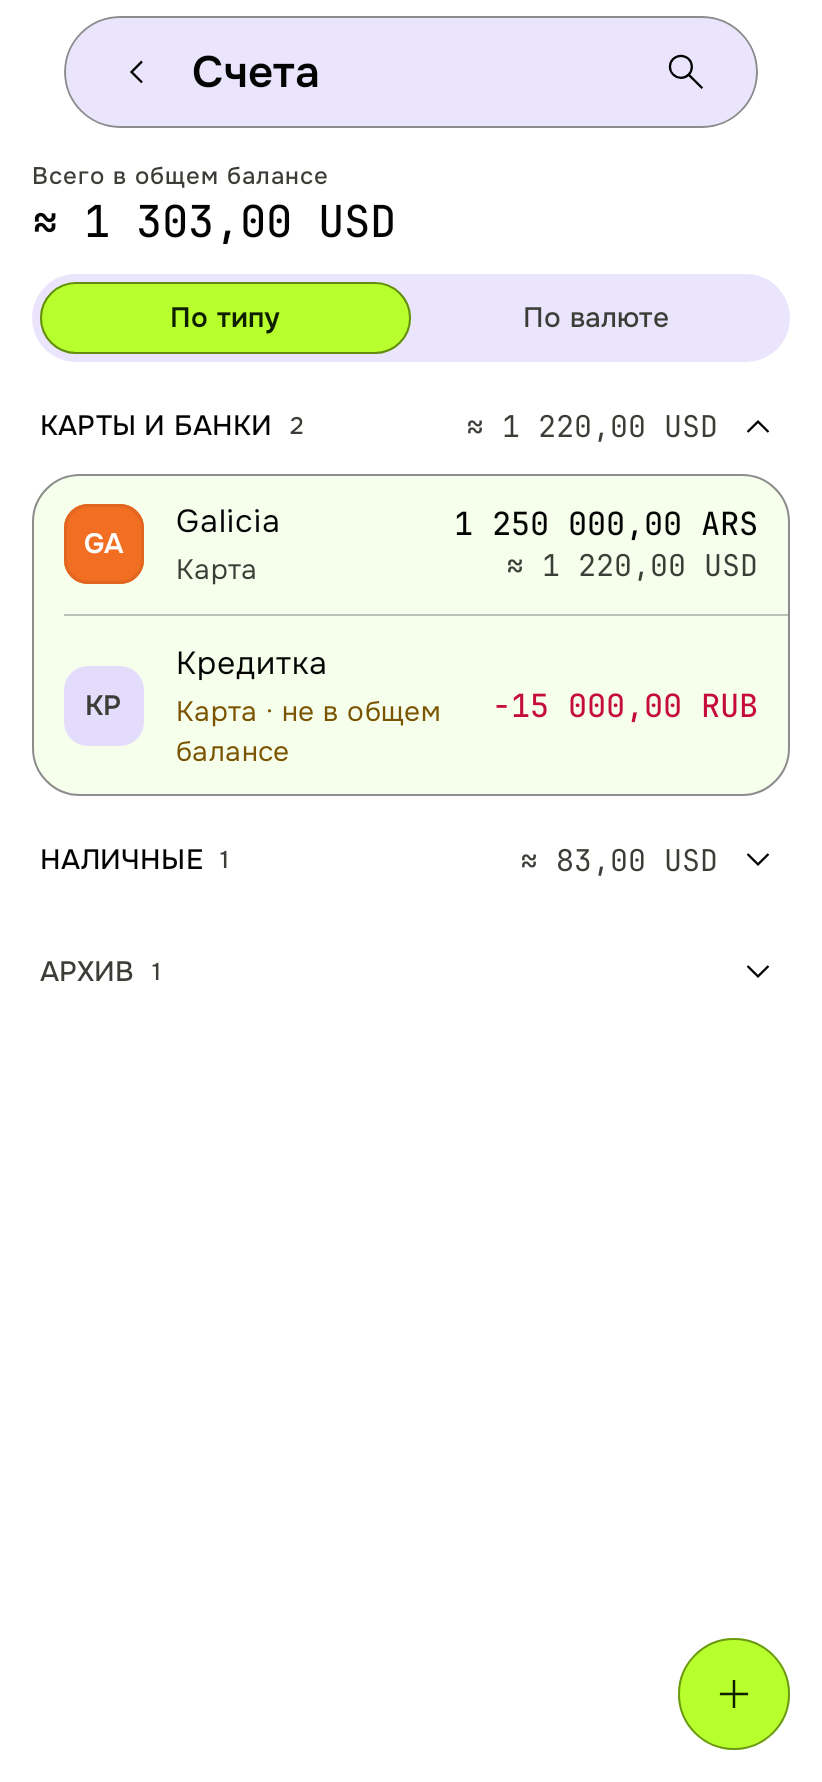 Счета
Всего в общем балансе
≈ 1 303,00 USD
По типу
По валюте
КАРТЫ И БАНКИ 2
≈ 1 220,00 USD
GA
Galicia
1 250 000,00 ARS
Карта
≈ 1 220,00 USD
КР
Кредитка
Карта · не в общем
балансе
-15 000,00 RUB
НАЛИЧНЫЕ 1
≈ 83,00 USD
АРХИВ 1